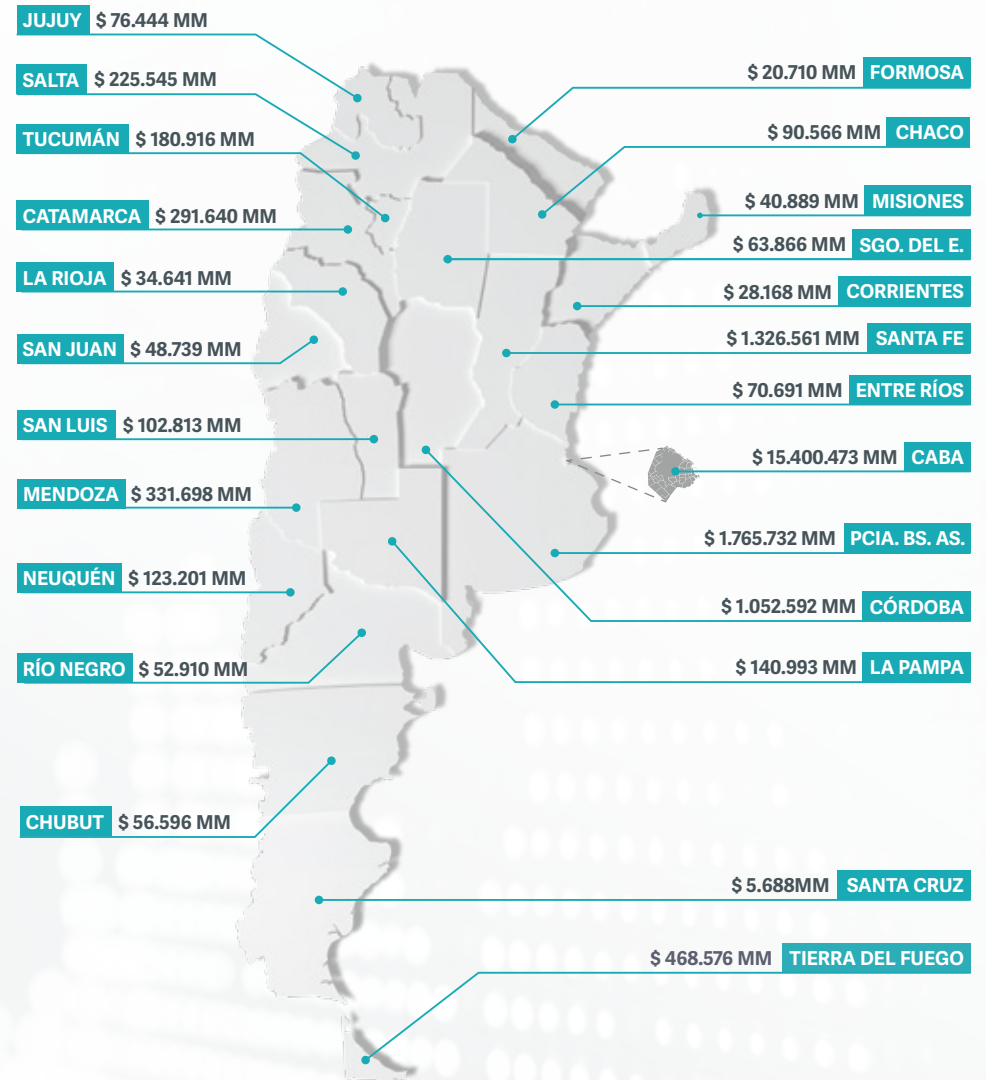 JUJUY $ 76.444 MM
SALTA $ 225.545 MM
TUCUMÁN $ 180.916 MM
CATAMARCA $ 291.640 MM
LA RIOJA $ 34.641 MM
SAN JUAN $ 48.739 MM
SAN LUIS $ 102.813 MM
MENDOZA $ 331.698 MM
NEUQUÉN $ 123.201 MM
RÍO NEGRO $ 52.910 MM
CHUBUT $ 56.596 MM
$ 20.710 MM FORMOSA
$ 90.566 MM CHACO
$ 40.889 MM MISIONES
$ 63.866 MM SGO. DEL E.
$ 28.168 MM CORRIENTES
$ 1.326.561 MM SANTA FE
$ 70.691 MM ENTRE RÍOS
$ 15.400.473 MM CABA
$ 1.765.732 MM PCIA. BS. AS.
$ 1.052.592 MM CÓRDOBA
$ 140.993 MM LA PAMPA
$ 5.688MM SANTA CRUZ
$ 468.576 MM TIERRA DEL FUEGO